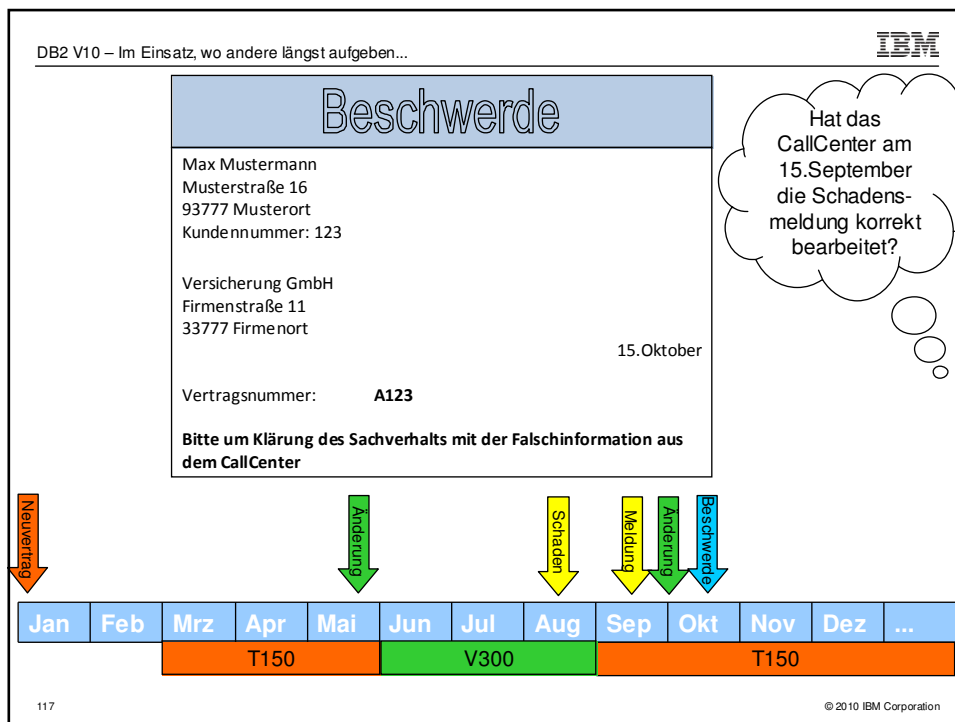 DB2 V10 – Im Einsatz, wo andere längst aufgeben...
IBM
Beschwerde
Max Mustermann
Musterstraße 16
93777 Musterort
Kundennummer: 123
Versicherung GmbH
Firmenstraße 11
33777 Firmenort
15.Oktober
Vertragsnummer: A123
Bitte um Klärung des Sachverhalts mit der Falschinformation aus
dem CallCenter
Hat das
CallCenter am
15.September
die Schadens-
meldung korrekt
bearbeitet?
Neuvertrag
Änderung
Schaden
Meldung
Änderung
Beschwerde
Jan Feb Mrz Apr Mai Jun Jul Aug Sep Okt Nov Dez ...
T150 V300 T150
117
© 2010 IBM Corporation